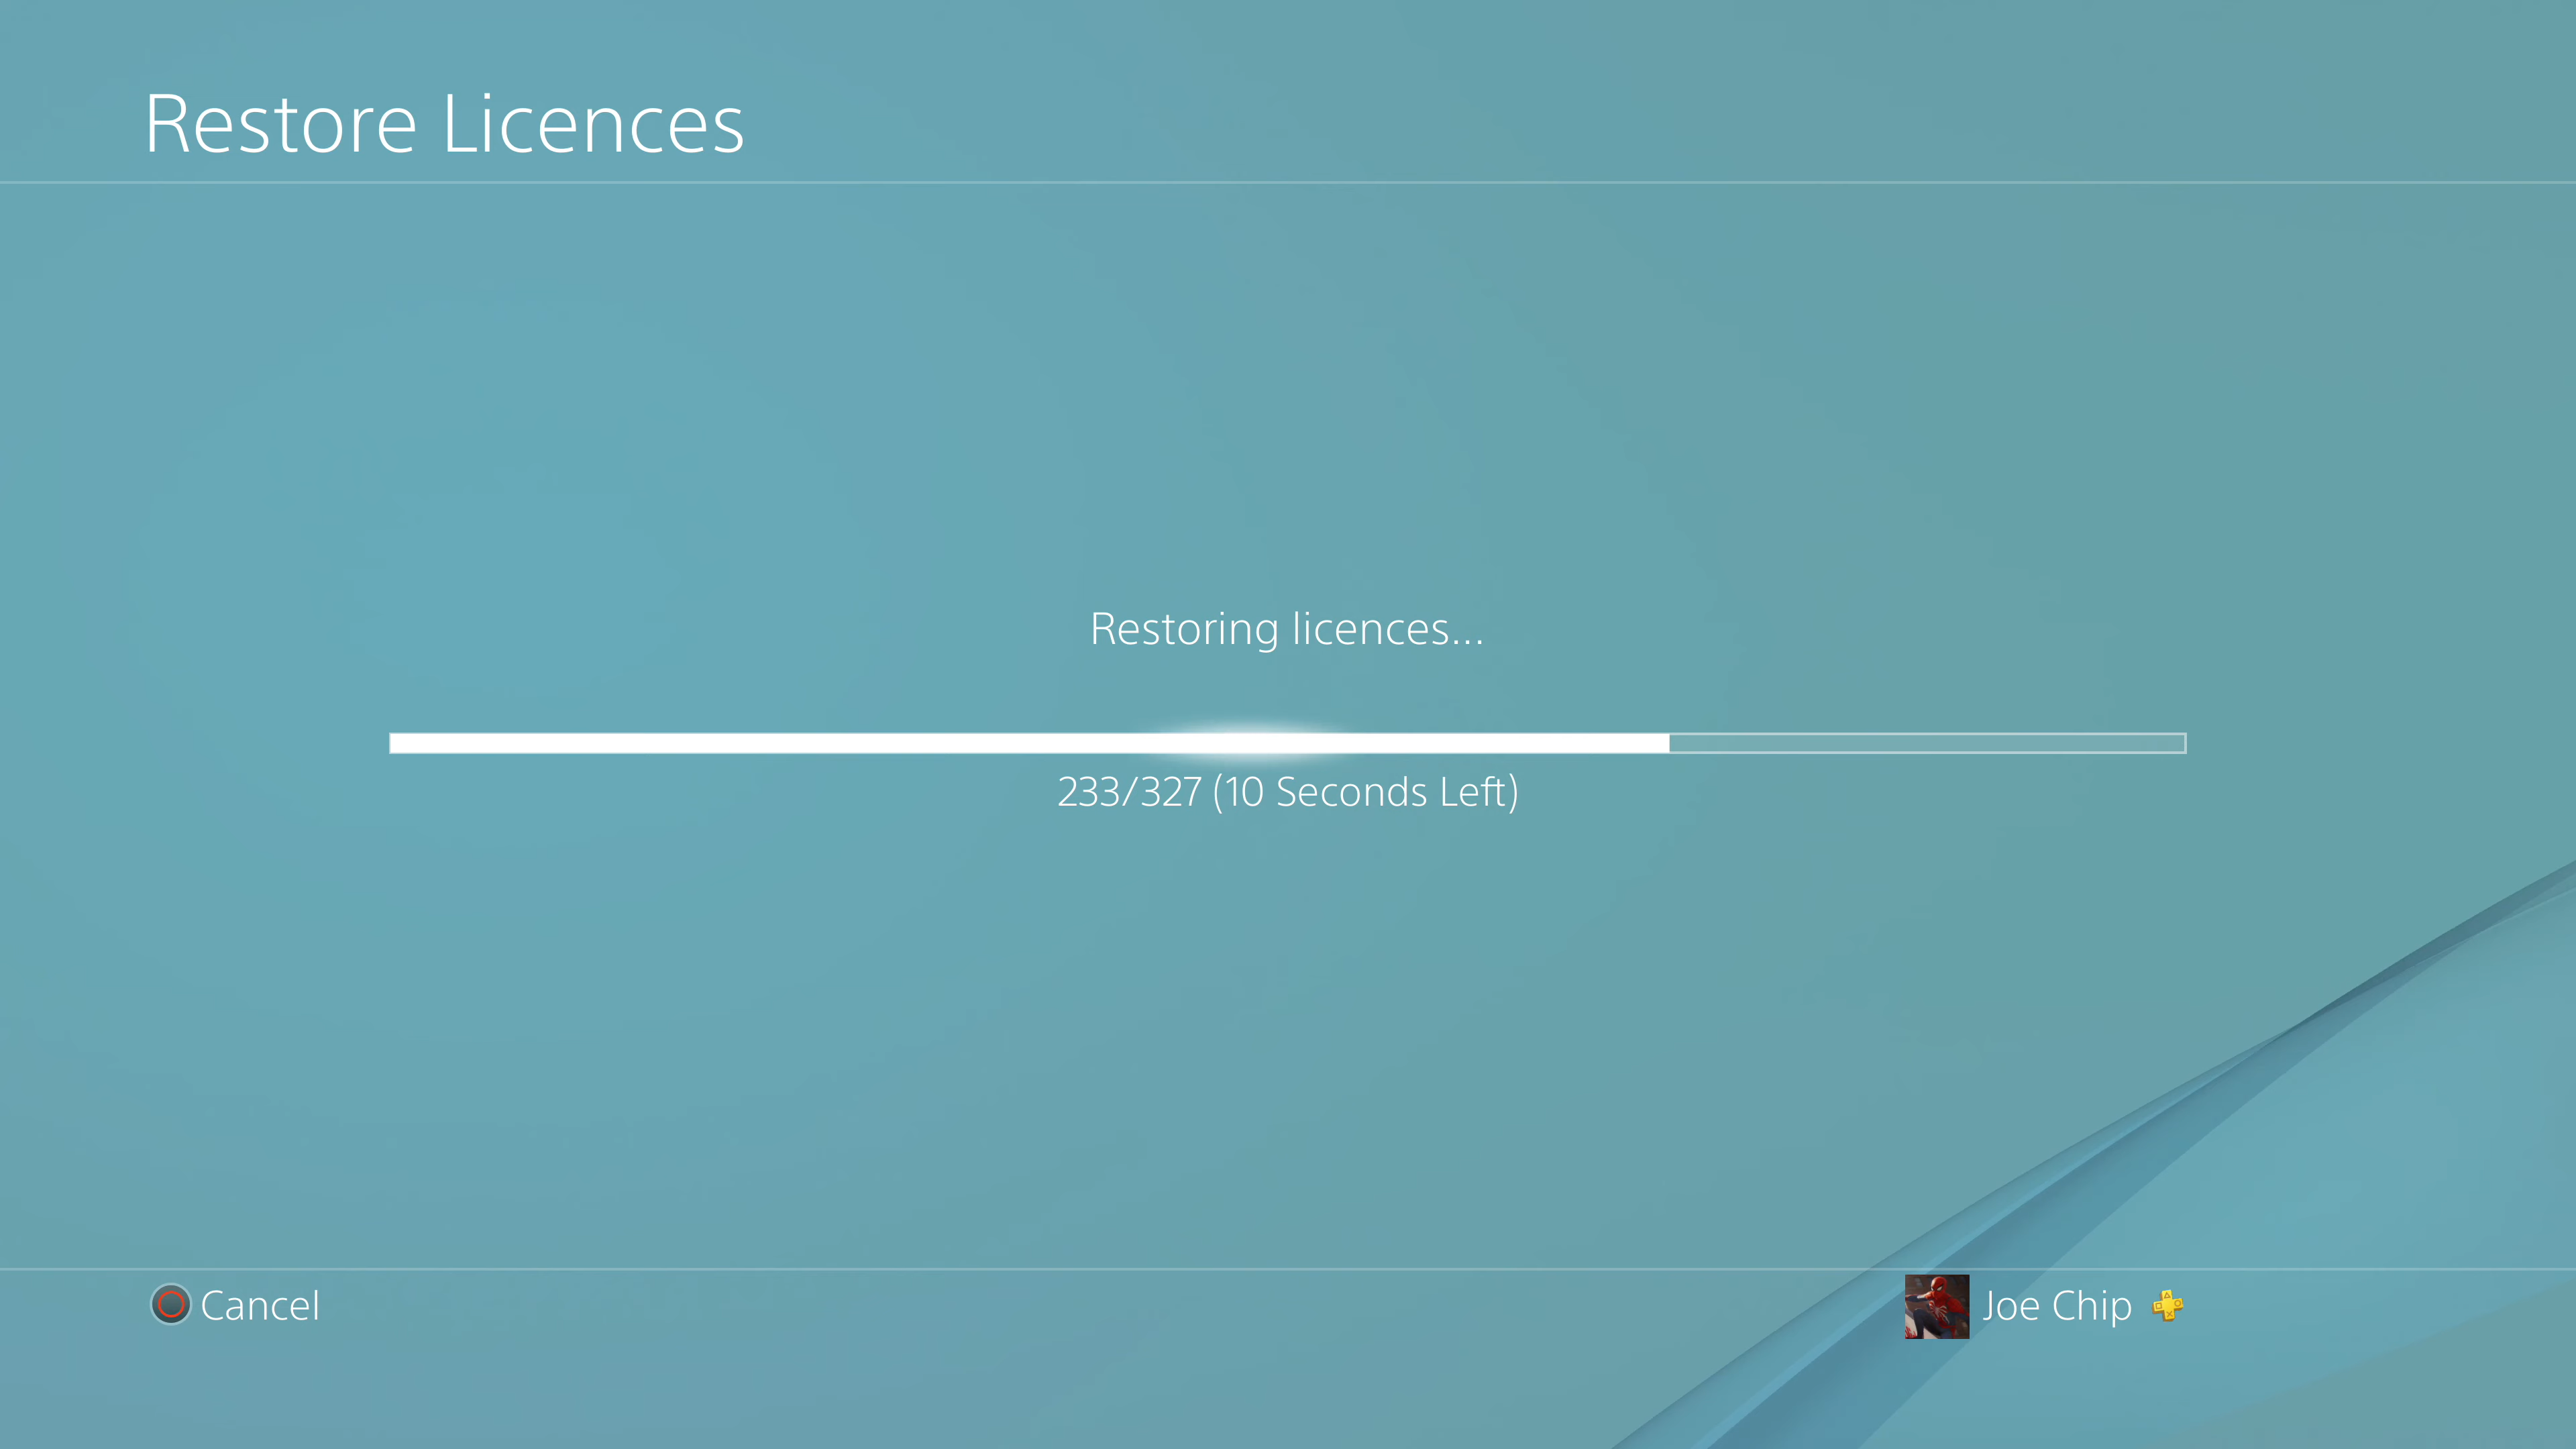 Restore Licences
Restoring licences...
233/327 (10 Seconds Left)
Cancel
Joe Chip